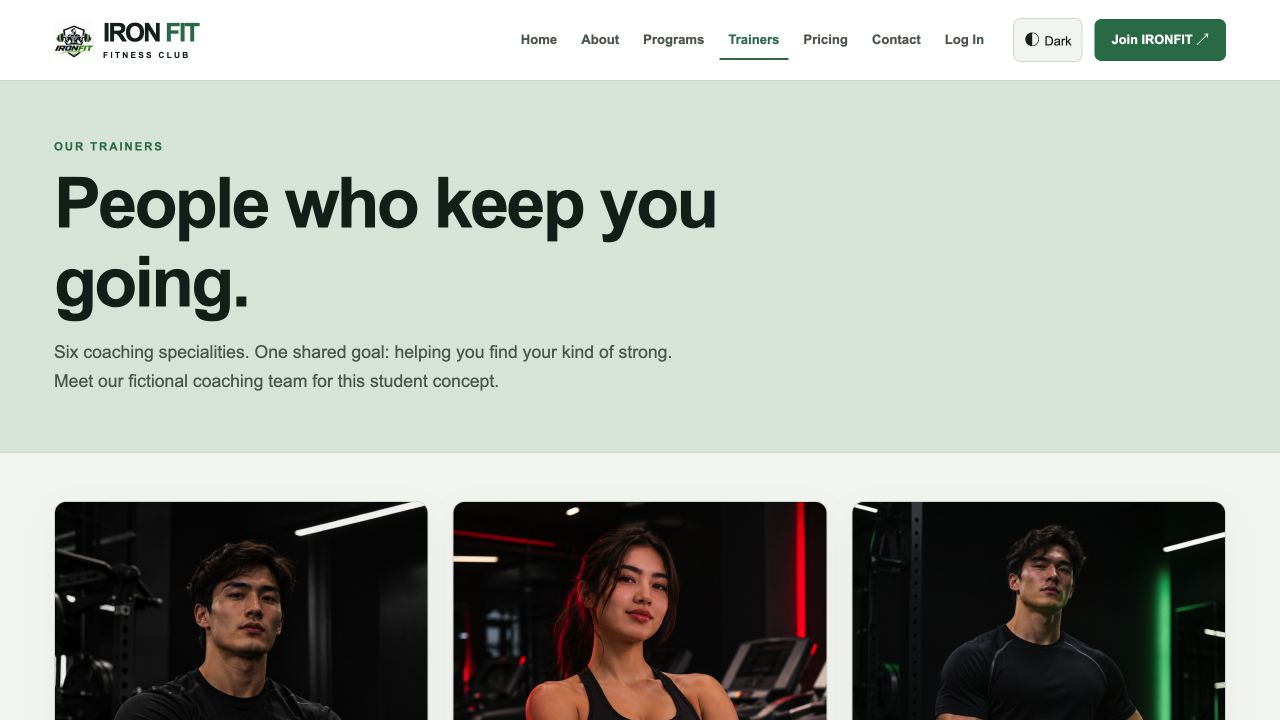 IRONFIT
IRON FIT
FITNESS CLUB
Home
About
Programs
Trainers
Pricing
Contact
Log In
Dark
Join IRONFIT ↗
OUR TRAINERS
People who keep you
going.
Six coaching specialities. One shared goal: helping you find your kind of strong.
Meet our fictional coaching team for this student concept.